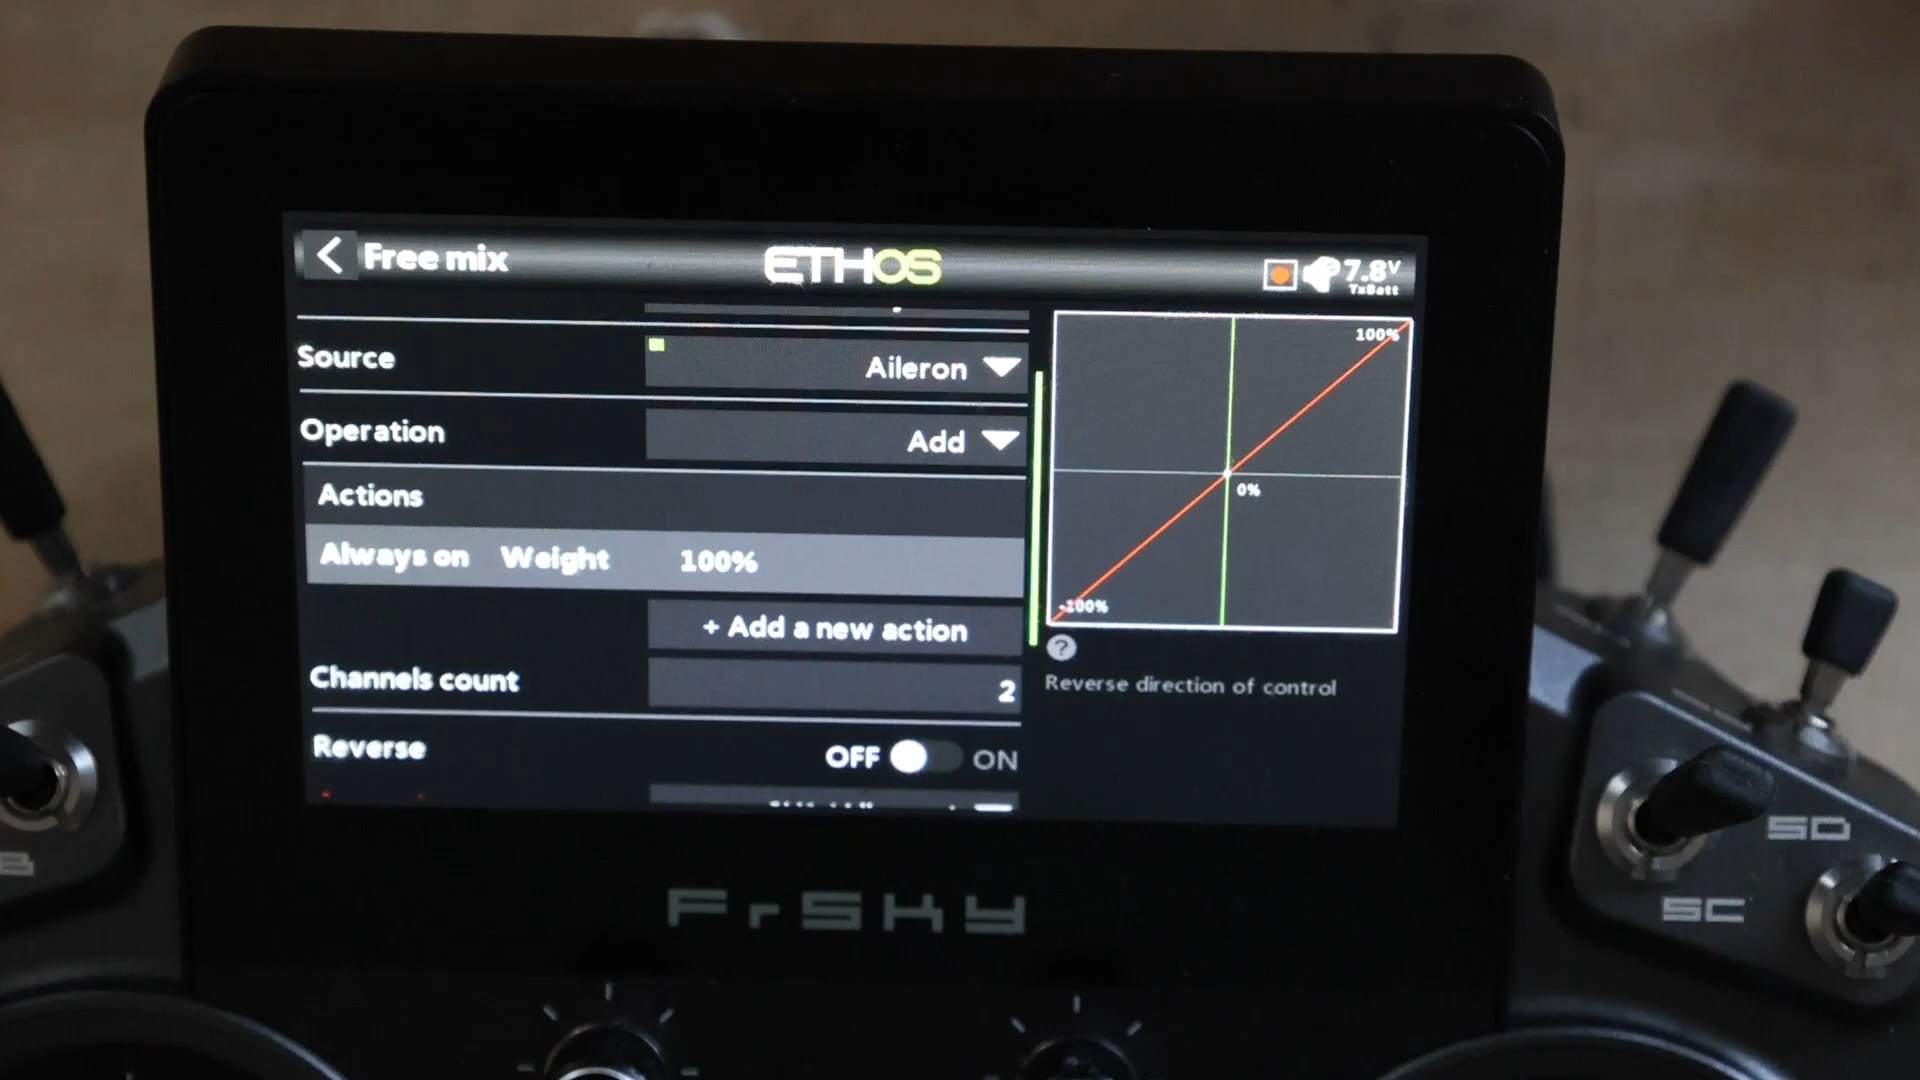 Free mix
ETHOS
7.8V
TxBatt
Source
Aileron
Operation
Add
Actions
Always on Weight 100%
+ Add a new action
Channels count
2
Reverse
OFF ON
100%
0%
-100%
?
Reverse direction of control
FrSKY
SD
SC